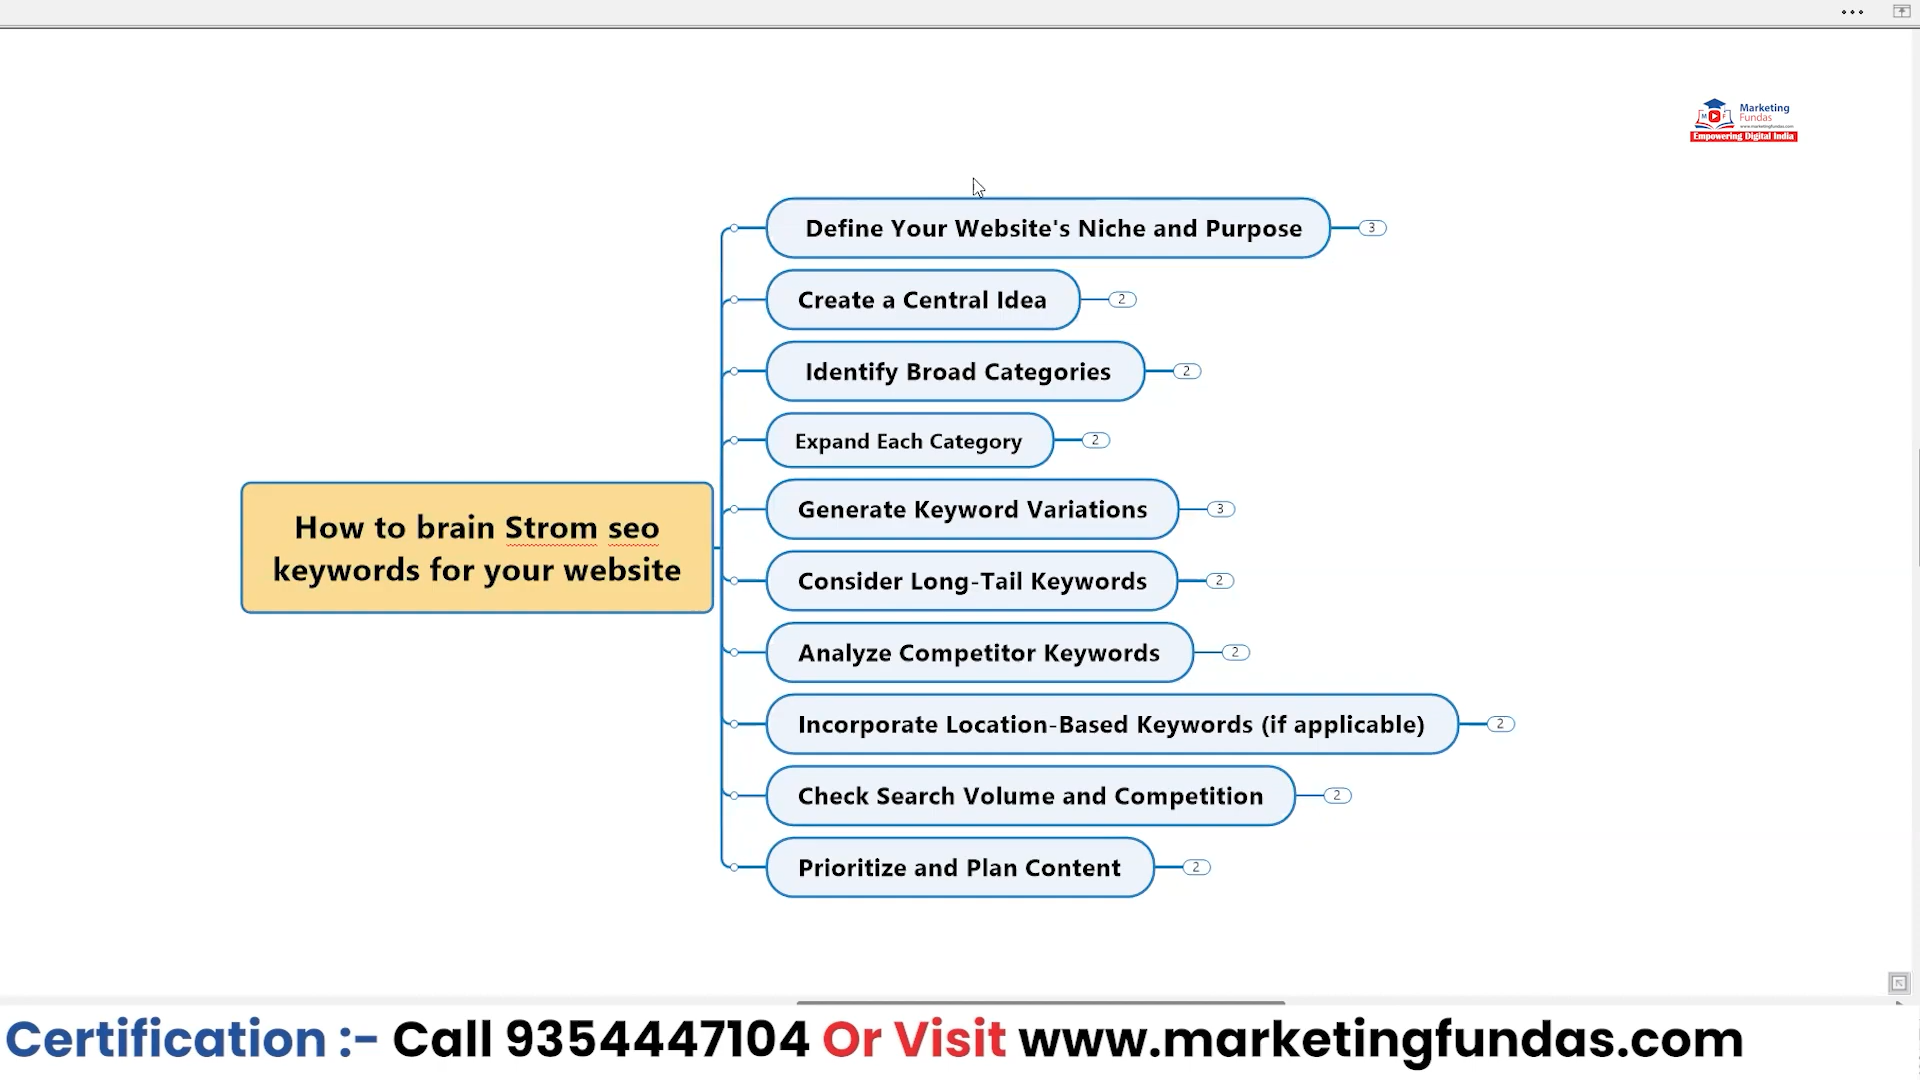 Marketing
Fundas
www.marketingfundas.com
Empowering Digital India
Define Your Website's Niche and Purpose 3
Create a Central Idea 2
Identify Broad Categories 2
Expand Each Category 2
How to brain Strom seo
keywords for your website
Generate Keyword Variations 3
Consider Long-Tail Keywords 2
Analyze Competitor Keywords 2
Incorporate Location-Based Keywords (if applicable) 2
Check Search Volume and Competition 2
Prioritize and Plan Content 2
Certification :- Call 9354447104 Or Visit www.marketingfundas.com